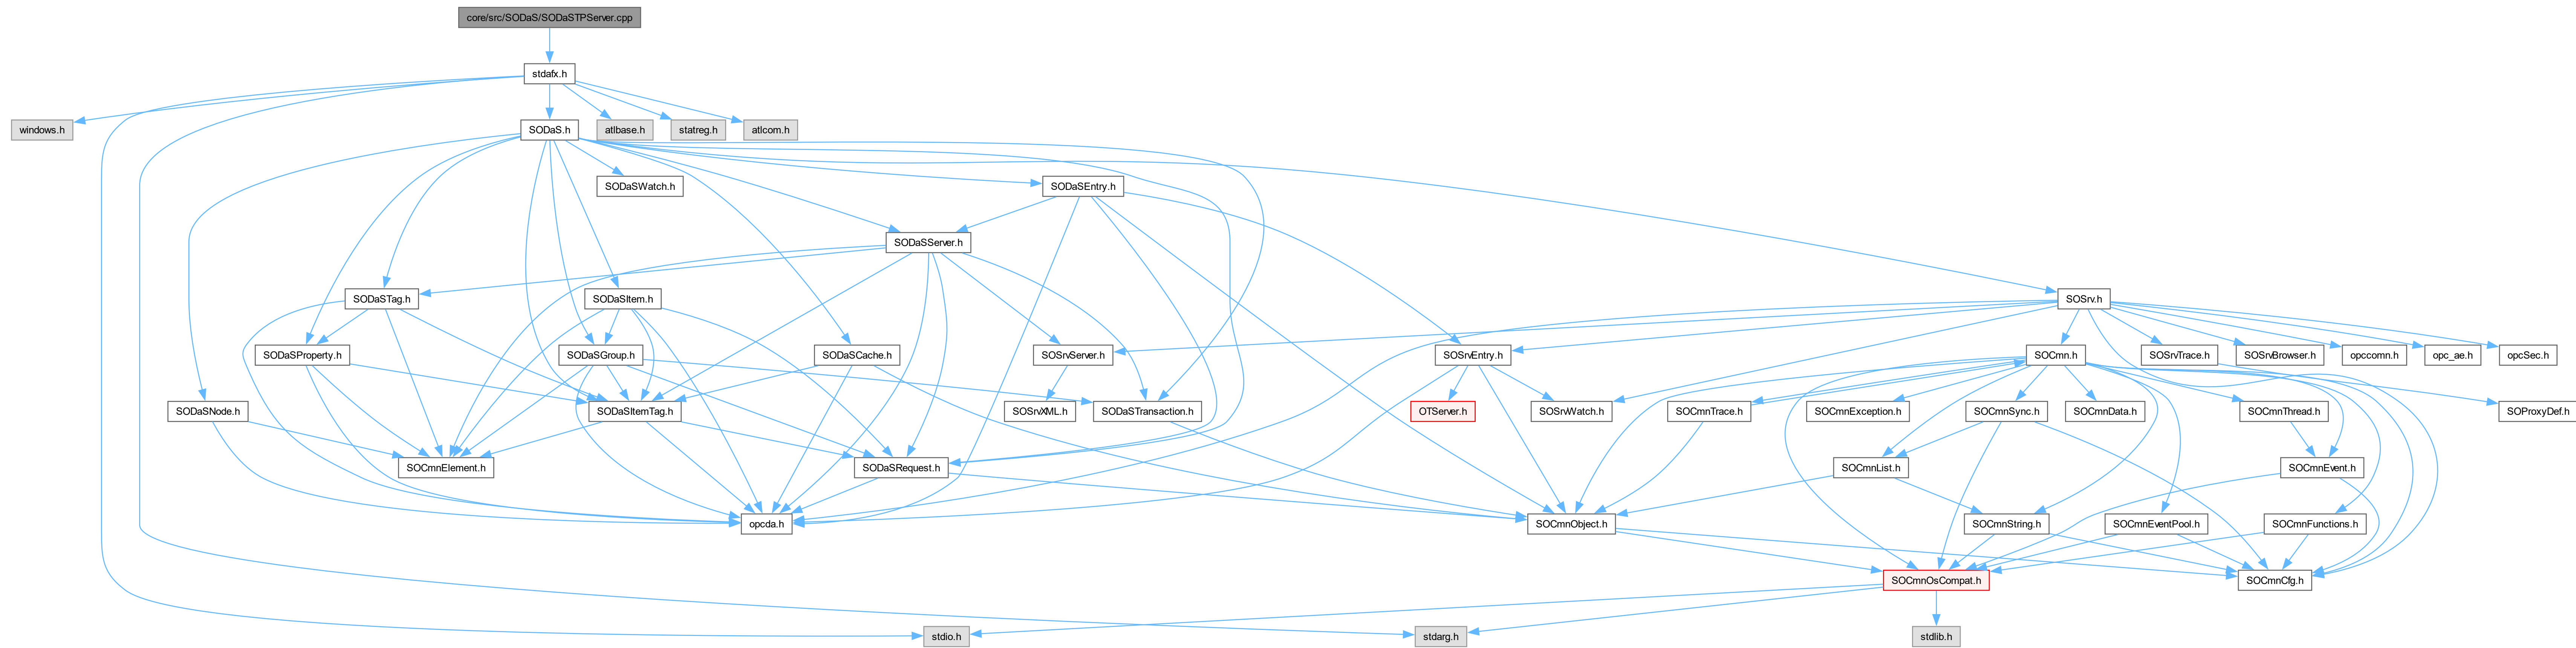 core/src/SODaS/SODaSTPServer.cpp
stdafx.h
windows.h
SODaS.h
atlbase.h
statreg.h
atlcom.h
SODaSWatch.h
SODaSEntry.h
SODaSServer.h
SODaSTag.h
SODaSItem.h
SOSrv.h
SODaSProperty.h
SODaSGroup.h
SODaSCache.h
SOSrvServer.h
SOSrvEntry.h
SOCmn.h
SOSrvTrace.h
SOSrvBrowser.h
opccomn.h
opc_ae.h
opcSec.h
SODaSNode.h
SODaSItemTag.h
SOSrvXML.h
SODaSTransaction.h
OTServer.h
SOSrvWatch.h
SOCmnTrace.h
SOCmnException.h
SOCmnSync.h
SOCmnData.h
SOCmnThread.h
SOProxyDef.h
SOCmnElement.h
SODaSRequest.h
SOCmnList.h
SOCmnEvent.h
opcda.h
SOCmnObject.h
SOCmnString.h
SOCmnEventPool.h
SOCmnFunctions.h
SOCmnOsCompat.h
SOCmnCfg.h
stdio.h
stdarg.h
stdlib.h